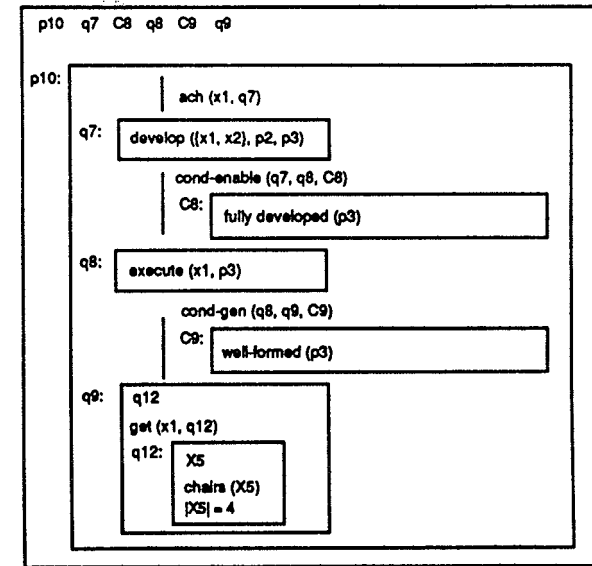 p10 q7 C8 q8 C9 q9
p10:
ach (x1, q7)
q7:
develop ({x1, x2}, p2, p3)
cond-enable (q7, q8, C8)
C8:
fully developed (p3)
q8:
execute (x1, p3)
cond-gen (q8, q9, C9)
C9:
well-formed (p3)
q9:
q12
get (x1, q12)
q12:
X5
chairs (X5)
|X5| = 4